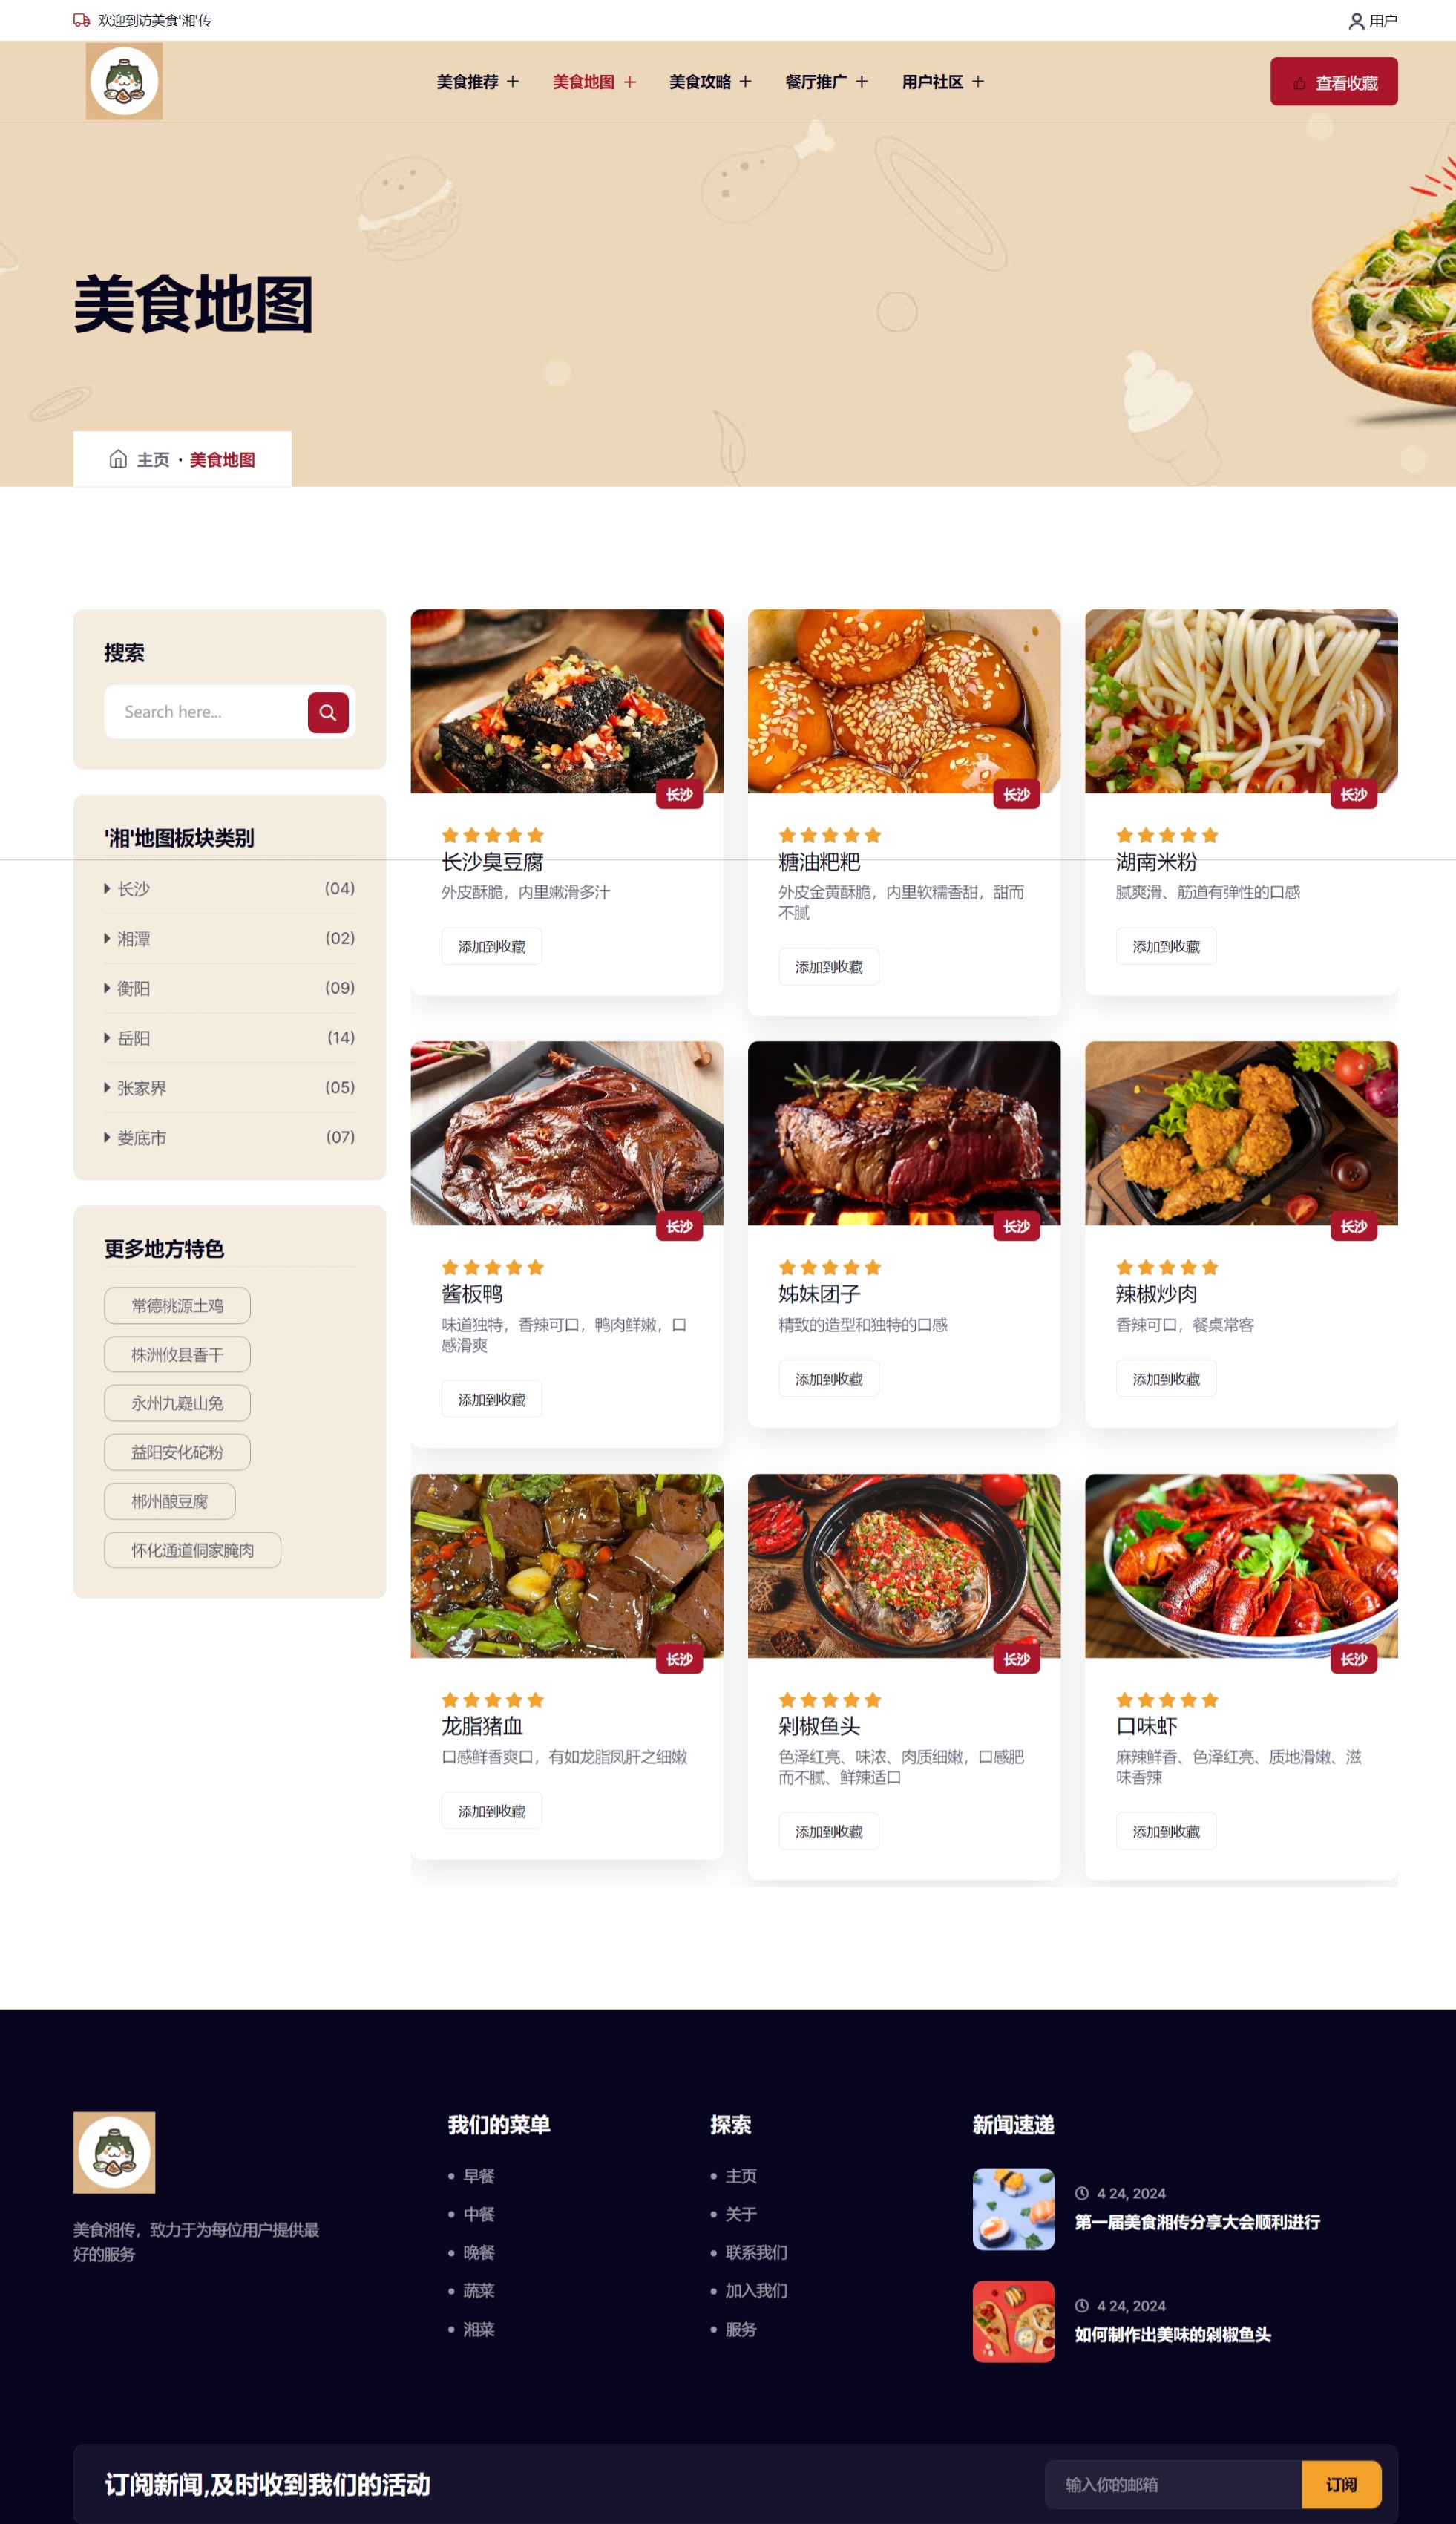 欢迎到访美食'湘'传
用户
美食推荐
美食地图
美食攻略
餐厅推广
用户社区
查看收藏
美食地图
主页 · 美食地图
搜索
Search here...
'湘'地图板块类别
长沙 (04)
湘潭 (02)
衡阳 (09)
岳阳 (14)
张家界 (05)
娄底市 (07)
更多地方特色
常德桃源土鸡
株洲攸县香干
永州九嶷山兔
益阳安化砣粉
郴州酿豆腐
怀化通道侗家腌肉
长沙
长沙臭豆腐
外皮酥脆，内里嫩滑多汁
添加到收藏
长沙
糖油粑粑
外皮金黄酥脆，内里软糯香甜，甜而
不腻
添加到收藏
长沙
湖南米粉
腻爽滑、筋道有弹性的口感
添加到收藏
长沙
酱板鸭
味道独特，香辣可口，鸭肉鲜嫩，口
感滑爽
添加到收藏
长沙
姊妹团子
精致的造型和独特的口感
添加到收藏
长沙
辣椒炒肉
香辣可口，餐桌常客
添加到收藏
长沙
龙脂猪血
口感鲜香爽口，有如龙脂凤肝之细嫩
添加到收藏
长沙
剁椒鱼头
色泽红亮、味浓、肉质细嫩，口感肥
而不腻、鲜辣适口
添加到收藏
长沙
口味虾
麻辣鲜香、色泽红亮、质地滑嫩、滋
味香辣
添加到收藏
美食湘传，致力于为每位用户提供最
好的服务
我们的菜单
早餐
中餐
晚餐
蔬菜
湘菜
探索
主页
关于
联系我们
加入我们
服务
新闻速递
4 24, 2024
第一届美食湘传分享大会顺利进行
4 24, 2024
如何制作出美味的剁椒鱼头
订阅新闻,及时收到我们的活动
输入你的邮箱
订阅